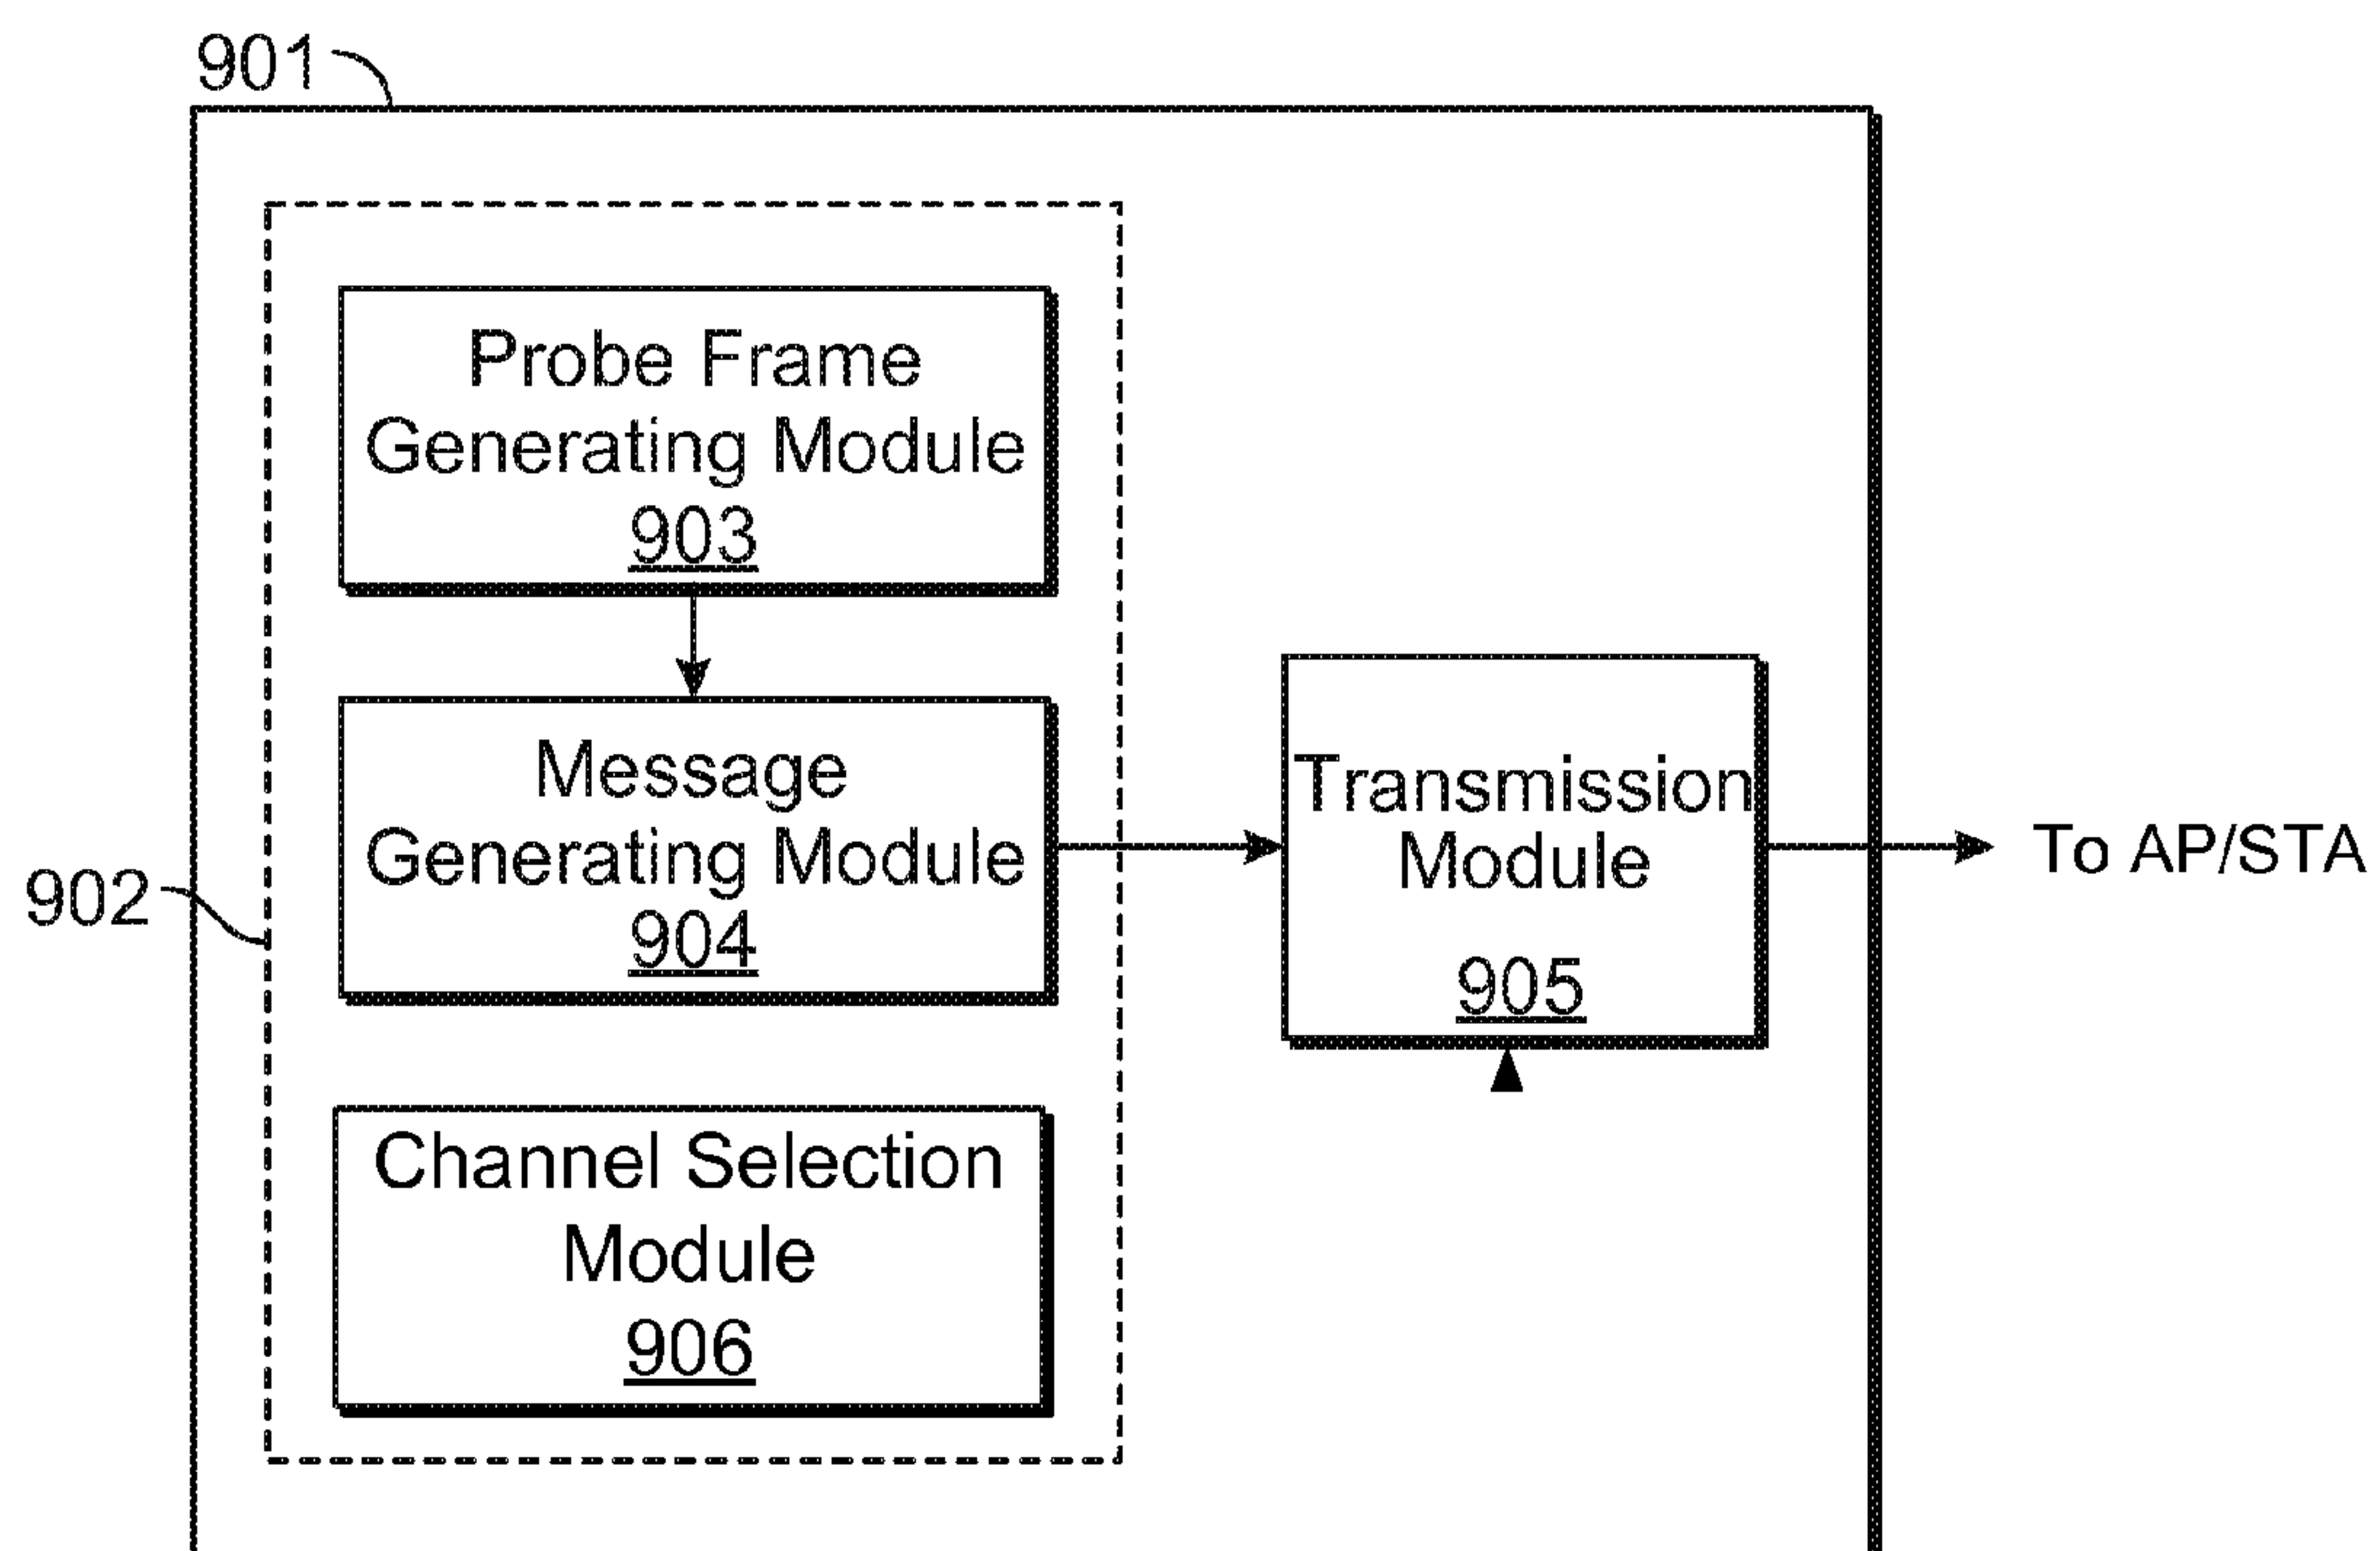 901
Probe Frame
Generating Module
903
Message
Generating Module
904
902
Transmission
Module
905
To AP/STA
Channel Selection
Module
906